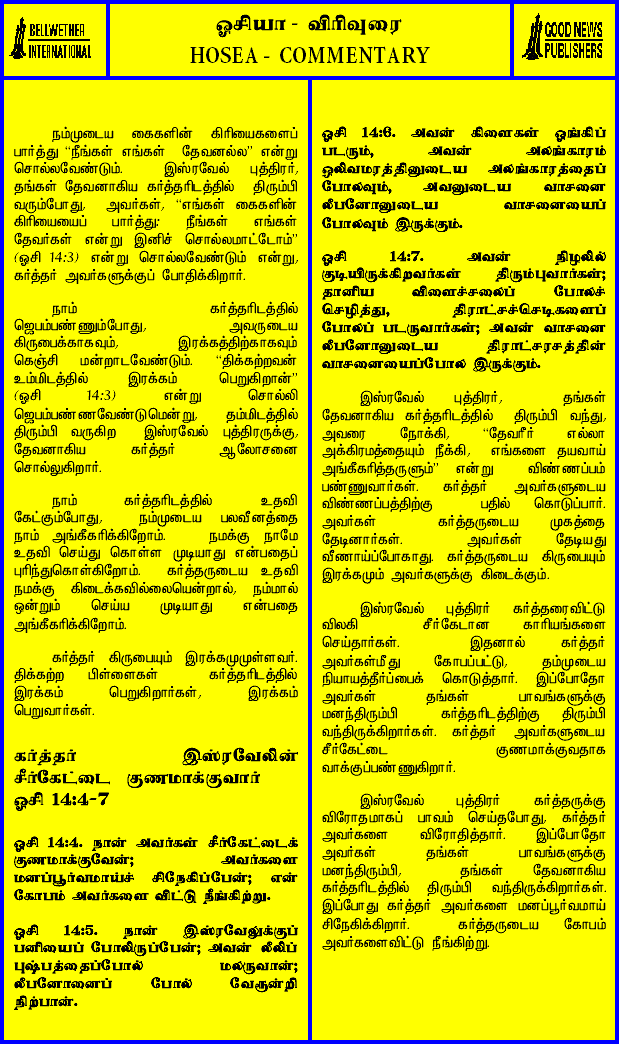 BELLWETHER
INTERNATIONAL
ஓசியா - விரிவுரை
HOSEA - COMMENTARY
GOOD NEWS
PUBLISHERS
நம்முடைய கைகளின் கிரியைகளைப்
பார்த்து “நீங்கள் எங்கள் தேவனல்ல” என்று
சொல்லவேண்டும். இஸ்ரவேல் புத்திரர்,
தங்கள் தேவனாகிய கர்த்தரிடத்தில் திரும்பி
வரும்போது, அவர்கள், “எங்கள் கைகளின்
கிரியையைப் பார்த்து: நீங்கள் எங்கள்
தேவர்கள் என்று இனிச் சொல்லமாட்டோம்”
(ஓசி 14:3) என்று சொல்லவேண்டும் என்று,
கர்த்தர் அவர்களுக்குப் போதிக்கிறார்.
நாம் கர்த்தரிடத்தில்
ஜெபம்பண்ணும்போது, அவருடைய
கிருபைக்காகவும், இரக்கத்திற்காகவும்
கெஞ்சி மன்றாடவேண்டும். “திக்கற்றவன்
உம்மிடத்தில் இரக்கம் பெறுகிறான்”
(ஓசி 14:3) என்று சொல்லி
ஜெபம்பண்ணவேண்டுமென்று, தம்மிடத்தில்
திரும்பி வருகிற இஸ்ரவேல் புத்திரருக்கு,
தேவனாகிய கர்த்தர் ஆலோசனை
சொல்லுகிறார்.
நாம் கர்த்தரிடத்தில் உதவி
கேட்கும்போது, நம்முடைய பலவீனத்தை
நாம் அங்கீகரிக்கிறோம். நமக்கு நாமே
உதவி செய்து கொள்ள முடியாது என்பதைப்
புரிந்துகொள்கிறோம். கர்த்தருடைய உதவி
நமக்கு கிடைக்கவில்லையென்றால், நம்மால்
ஒன்றும் செய்ய முடியாது என்பதை
அங்கீகரிக்கிறோம்.
கர்த்தர் கிருபையும் இரக்கமுமுள்ளவர்.
திக்கற்ற பிள்ளைகள் கர்த்தரிடத்தில்
இரக்கம் பெறுகிறார்கள், இரக்கம்
பெறுவார்கள்.
கர்த்தர் இஸ்ரவேலின்
சீர்கேட்டை குணமாக்குவார்
ஓசி 14:4-7
ஓசி 14:4. நான் அவர்கள் சீர்கேட்டைக்
குணமாக்குவேன்; அவர்களை
மனப்பூர்வமாய்ச் சிநேகிப்பேன்; என்
கோபம் அவர்களை விட்டு நீங்கிற்று.
ஓசி 14:5. நான் இஸ்ரவேலுக்குப்
பனியைப் போலிருப்பேன்; அவன் லீலிப்
புஷ்பத்தைப்போல் மலருவான்;
லீபனோனைப் போல் வேரூன்றி
நிற்பான்.
ஓசி 14:6. அவன் கிளைகள் ஓங்கிப்
படரும், அவன் அலங்காரம்
ஒலிவமரத்தினுடைய அலங்காரத்தைப்
போலவும், அவனுடைய வாசனை
லீபனோனுடைய வாசனையைப்
போலவும் இருக்கும்.
ஓசி 14:7. அவன் நிழலில்
குடியிருக்கிறவர்கள் திரும்புவார்கள்;
தானிய விளைச்சலைப் போலச்
செழித்து, திராட்சச்செடிகளைப்
போலப் படருவார்கள்; அவன் வாசனை
லீபனோனுடைய திராட்சரசத்தின்
வாசனையைப்போல இருக்கும்.
இஸ்ரவேல் புத்திரர், தங்கள்
தேவனாகிய கர்த்தரிடத்தில் திரும்பி வந்து,
அவரை நோக்கி, “தேவரீர் எல்லா
அக்கிரமத்தையும் நீக்கி, எங்களை தயவாய்
அங்கீகரித்தருளும்” என்று விண்ணப்பம்
பண்ணுவார்கள். கர்த்தர் அவர்களுடைய
விண்ணப்பத்திற்கு பதில் கொடுப்பார்.
அவர்கள் கர்த்தருடைய முகத்தை
தேடினார்கள். அவர்கள் தேடியது
வீணாய்ப்போகாது. கர்த்தருடைய கிருபையும்
இரக்கமும் அவர்களுக்கு கிடைக்கும்.
இஸ்ரவேல் புத்திரர் கர்த்தரைவிட்டு
விலகி சீர்கேடான காரியங்களை
செய்தார்கள். இதனால் கர்த்தர்
அவர்கள்மீது கோபப்பட்டு, தம்முடைய
நியாயத்தீர்ப்பைக் கொடுத்தார். இப்போதோ
அவர்கள் தங்கள் பாவங்களுக்கு
மனந்திரும்பி கர்த்தரிடத்திற்கு திரும்பி
வந்திருக்கிறார்கள். கர்த்தர் அவர்களுடைய
சீர்கேட்டை குணமாக்குவதாக
வாக்குப்பண்ணுகிறார்.
இஸ்ரவேல் புத்திரர் கர்த்தருக்கு
விரோதமாகப் பாவம் செய்தபோது, கர்த்தர்
அவர்களை விரோதித்தார். இப்போதோ
அவர்கள் தங்கள் பாவங்களுக்கு
மனந்திரும்பி, தங்கள் தேவனாகிய
கர்த்தரிடத்தில் திரும்பி வந்திருக்கிறார்கள்.
இப்போது கர்த்தர் அவர்களை மனப்பூர்வமாய்
சிநேகிக்கிறார். கர்த்தருடைய கோபம்
அவர்களைவிட்டு நீங்கிற்று.